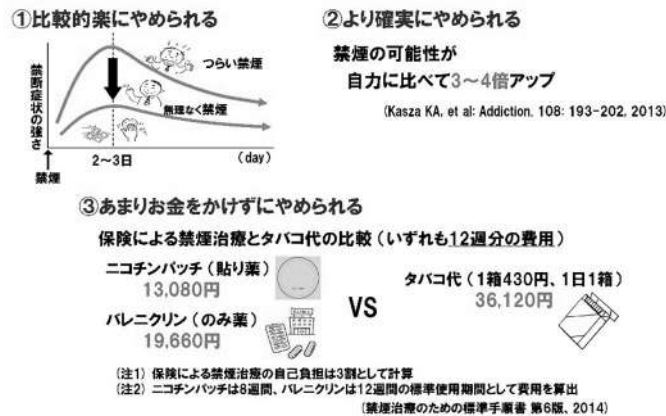 ①比較的楽にやめられる
禁断症状の強さ
つらい禁煙
無理なく禁煙
2～3日
(day)
禁煙
②より確実にやめられる
禁煙の可能性が
自力に比べて3～4倍アップ
(Kasza KA, et al: Addiction. 108: 193-202, 2013)
③あまりお金をかけずにやめられる
保険による禁煙治療とタバコ代の比較（いずれも12週分の費用）
ニコチンパッチ（貼り薬）
13,080円
バレニクリン（のみ薬）
19,660円
VS
タバコ代（1箱430円、1日1箱）
36,120円
(注1) 保険による禁煙治療の自己負担は3割として計算
(注2) ニコチンパッチは8週間、バレニクリンは12週間の標準使用期間として費用を算出
(禁煙治療のための標準手順書 第6版, 2014)